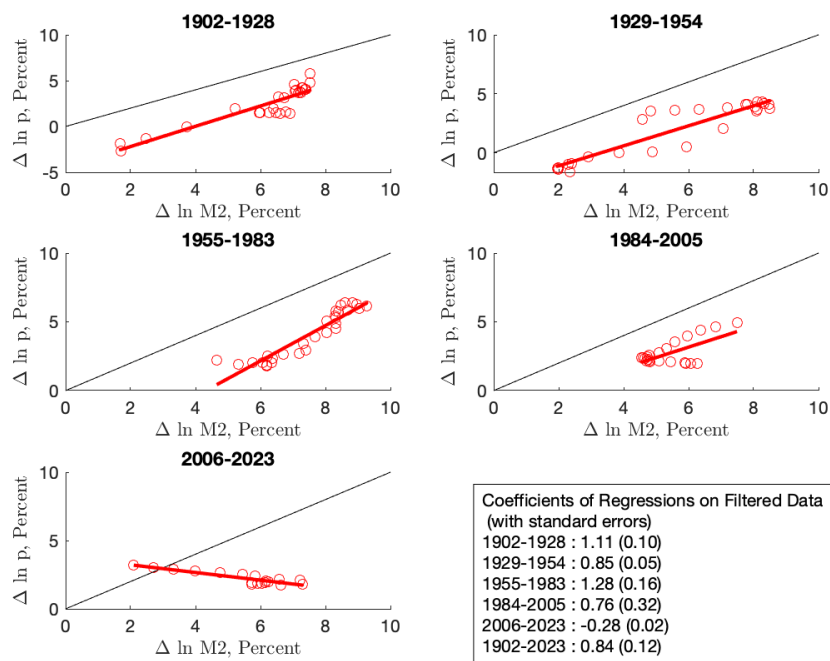 1902-1928
10
5
0
-5
0 2 4 6 8 10
Δ ln p, Percent
Δ ln M2, Percent
1929-1954
10
5
0
0 2 4 6 8 10
Δ ln p, Percent
Δ ln M2, Percent
1955-1983
10
5
0
0 2 4 6 8 10
Δ ln p, Percent
Δ ln M2, Percent
1984-2005
10
5
0
0 2 4 6 8 10
Δ ln p, Percent
Δ ln M2, Percent
2006-2023
10
5
0
0 2 4 6 8 10
Δ ln p, Percent
Δ ln M2, Percent
Coefficients of Regressions on Filtered Data
(with standard errors)
1902-1928 : 1.11 (0.10)
1929-1954 : 0.85 (0.05)
1955-1983 : 1.28 (0.16)
1984-2005 : 0.76 (0.32)
2006-2023 : -0.28 (0.02)
1902-2023 : 0.84 (0.12)